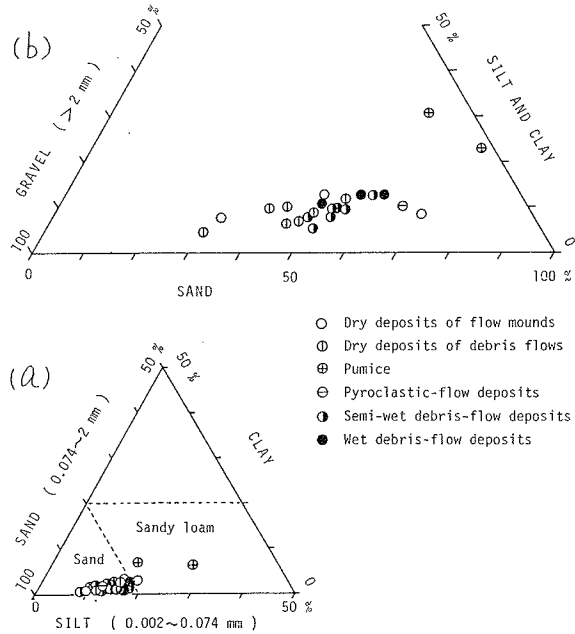 (b)
50 %
50 %
GRAVEL (>2 mm)
SILT AND CLAY
100
0
0
50
100 %
SAND
○ Dry deposits of flow mounds
⦶ Dry deposits of debris flows
⊕ Pumice
⊖ Pyroclastic-flow deposits
◑ Semi-wet debris-flow deposits
● Wet debris-flow deposits
(a)
50 %
50 %
SAND (0.074~2 mm)
CLAY
Sandy loam
Sand
100
0
0
50 %
SILT (0.002~0.074 mm)